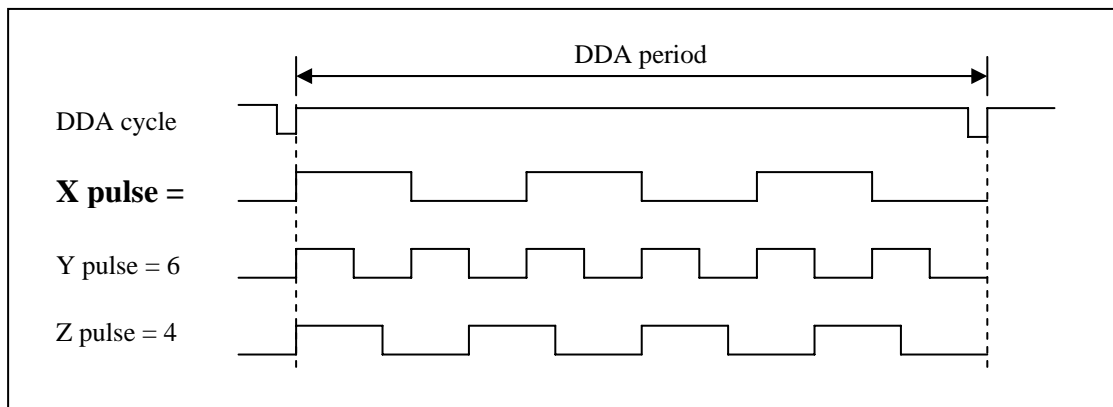 DDA period
DDA cycle
X pulse =
Y pulse = 6
Z pulse = 4